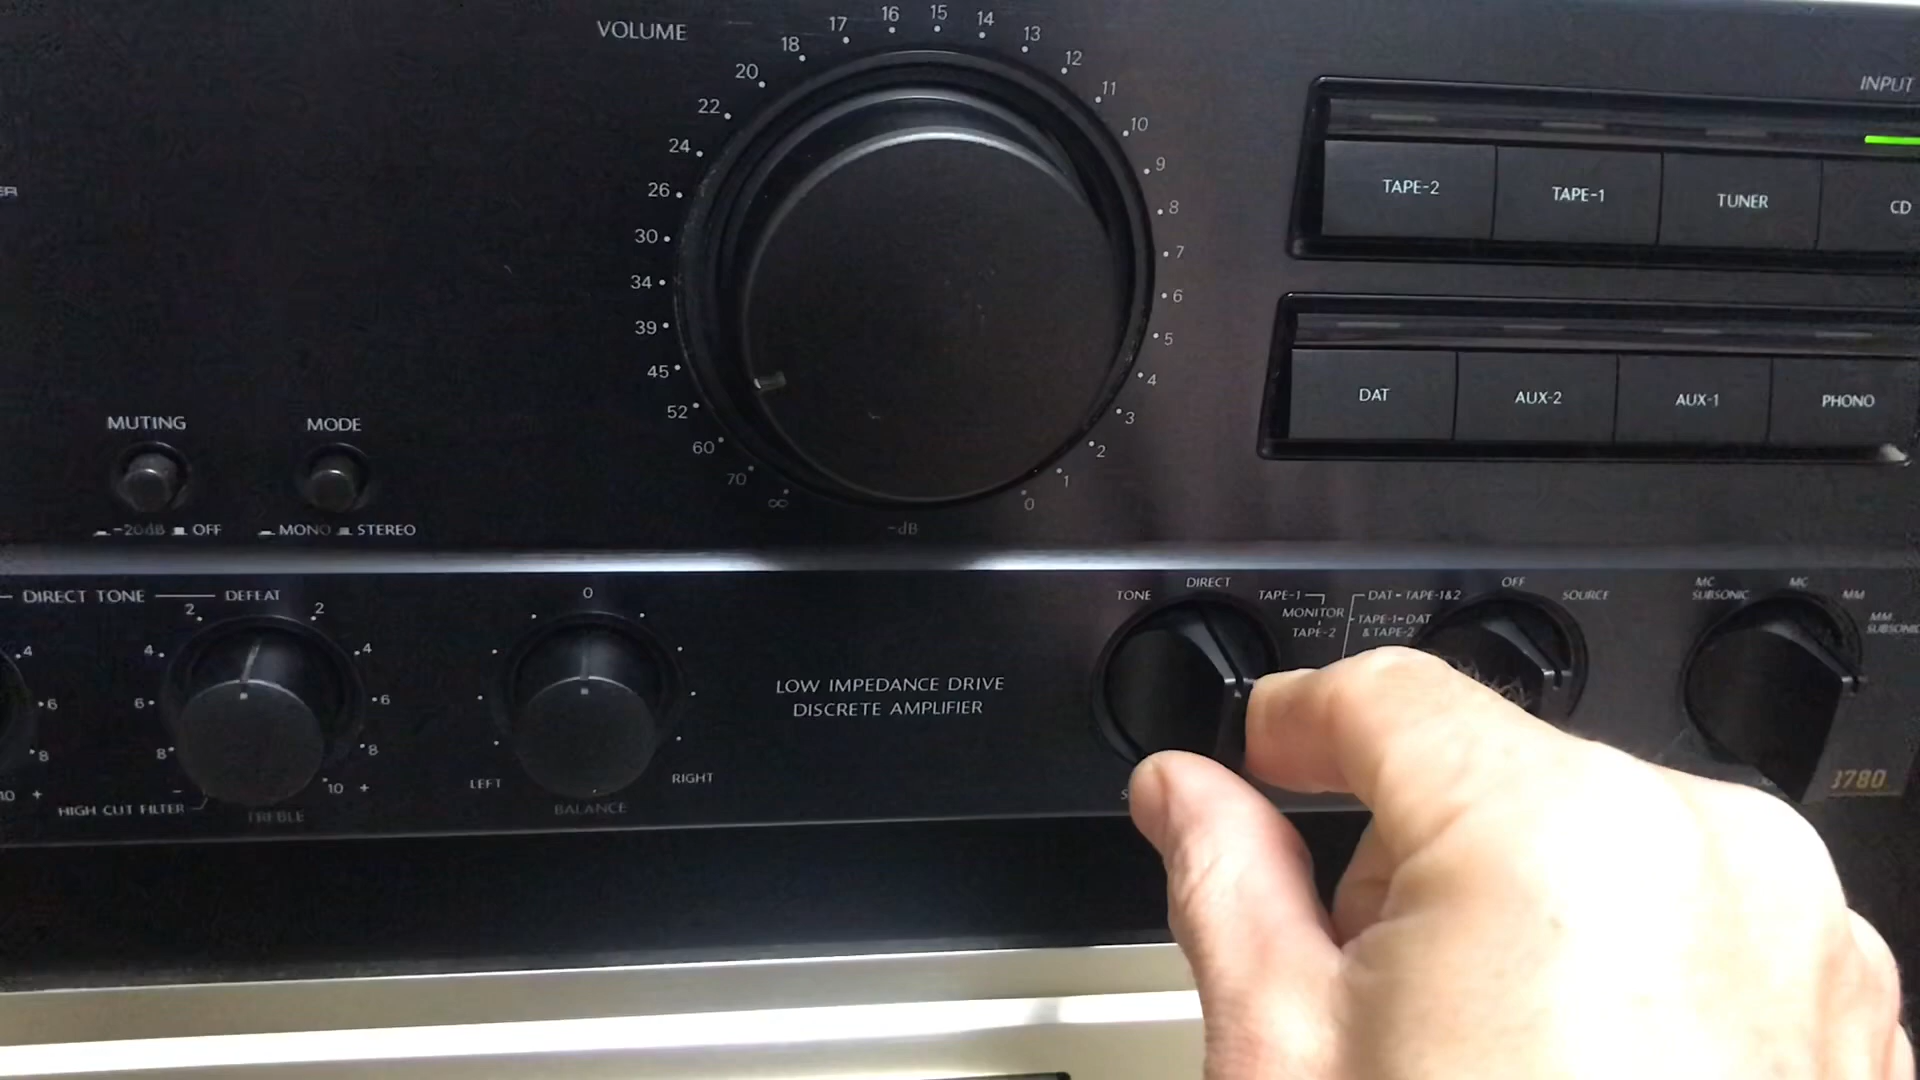 VOLUME
∞ 70 60 52 45 39 34 30 26 24 22 20 18 17 16 15 14 13 12 11 10 9 8 7 6 5 4 3 2 1 0
-dB
INPUT
TAPE-2 TAPE-1 TUNER CD
DAT AUX-2 AUX-1 PHONO
MUTING
-20dB OFF
MODE
MONO STEREO
DIRECT TONE
4 6 8 10 +
DEFEAT
2 2
4 4
6 6
8 8
- 10 +
HIGH CUT FILTER
TREBLE
0
LEFT RIGHT
BALANCE
LOW IMPEDANCE DRIVE
DISCRETE AMPLIFIER
TONE DIRECT
TAPE-1
MONITOR
TAPE-2
DAT TAPE-1&2
TAPE-1 DAT
& TAPE-2
OFF
SOURCE
MC
SUBSONIC
MC
MM
MM
SUBSONIC
3780